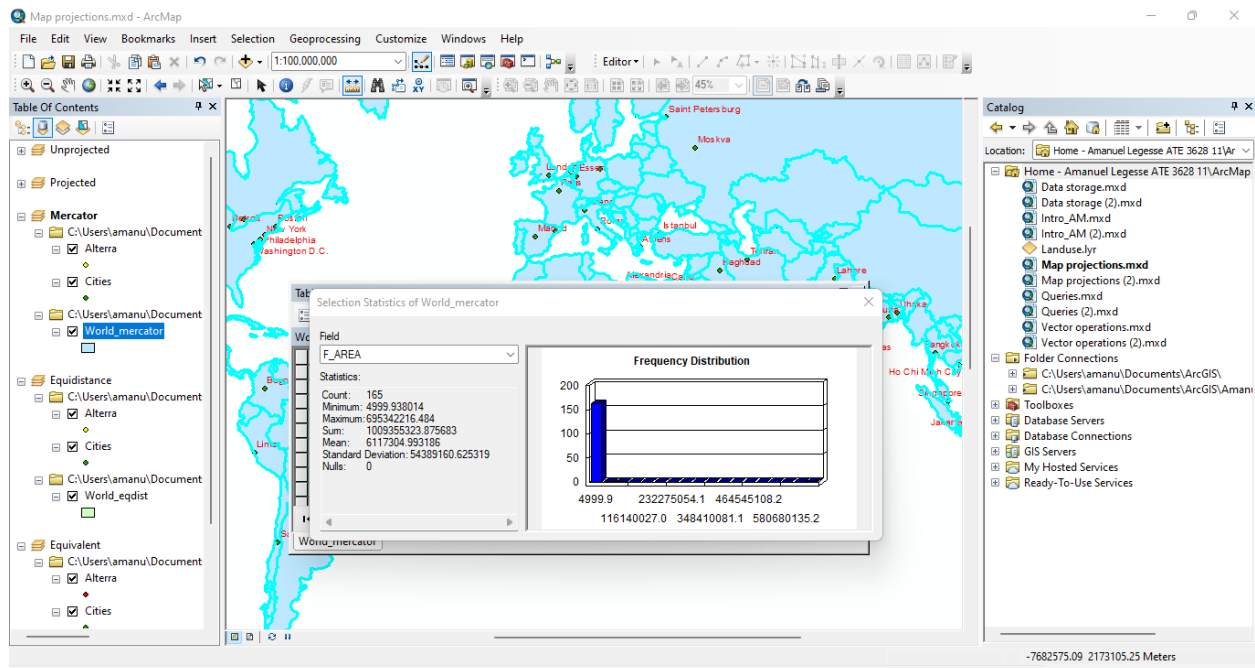 Map projections.mxd - ArcMap
File Edit View Bookmarks Insert Selection Geoprocessing Customize Windows Help
1:100,000,000
Editor
45%
Table Of Contents
Unprojected
Projected
Mercator
C:\Users\amanu\Document
Alterra
Cities
C:\Users\amanu\Document
World_mercator
Equidistance
C:\Users\amanu\Document
Alterra
Cities
C:\Users\amanu\Document
World_eqdist
Equivalent
C:\Users\amanu\Document
Alterra
Cities
Saint Petersburg
Moskva
Madrid
Istanbul
Athens
Baghdad
Lahore
New York
Philadelphia
Washington D.C.
Lima
Ho Chi Minh City
Selection Statistics of World_mercator
Field
F_AREA
Statistics:
Count: 165
Minimum: 4999.938014
Maximum: 695342216.484
Sum: 1009355323.875683
Mean: 6117304.993186
Standard Deviation: 54389160.625319
Nulls: 0
Frequency Distribution
200
150
100
50
0
4999.9 232275054.1 464545108.2
116140027.0 348410081.1 580680135.2
World_mercator
Catalog
Location: Home - Amanuel Legesse ATE 3628 11\Ar
Home - Amanuel Legesse ATE 3628 11\ArcMap
Data storage.mxd
Data storage (2).mxd
Intro_AM.mxd
Intro_AM (2).mxd
Landuse.lyr
Map projections.mxd
Map projections (2).mxd
Queries.mxd
Queries (2).mxd
Vector operations.mxd
Vector operations (2).mxd
Folder Connections
C:\Users\amanu\Documents\ArcGIS\
C:\Users\amanu\Documents\ArcGIS\Amanu
Toolboxes
Database Servers
Database Connections
GIS Servers
My Hosted Services
Ready-To-Use Services
-7682575.09 2173105.25 Meters